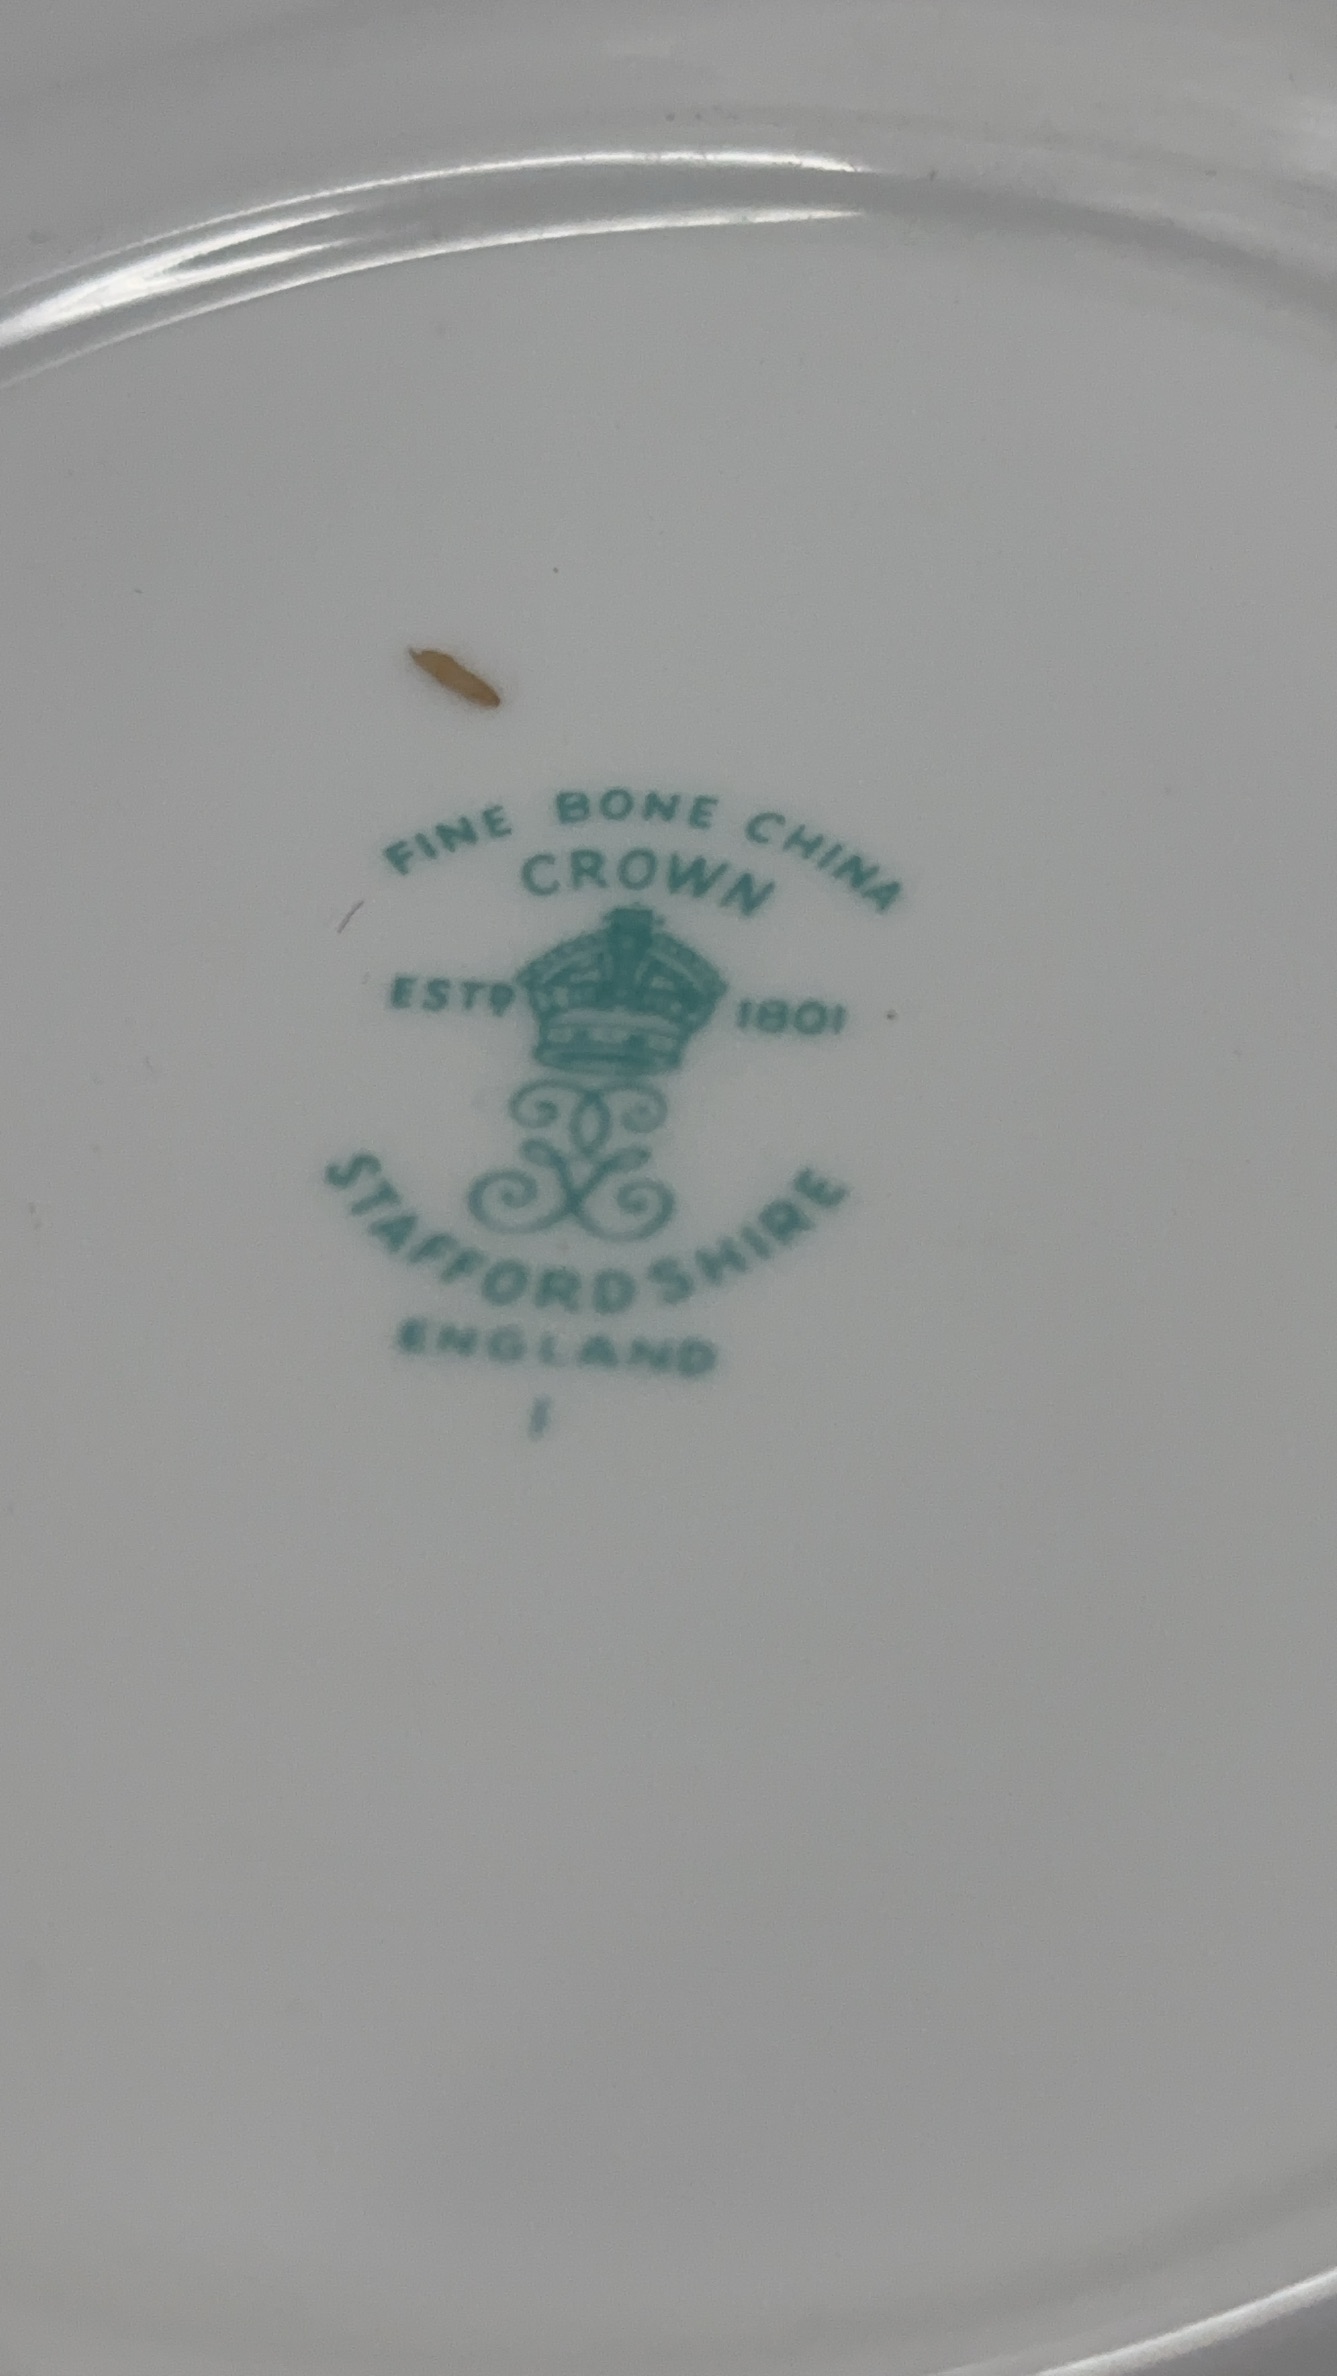 FINE BONE CHINA
CROWN
ESTD 1801
STAFFORDSHIRE
ENGLAND
1